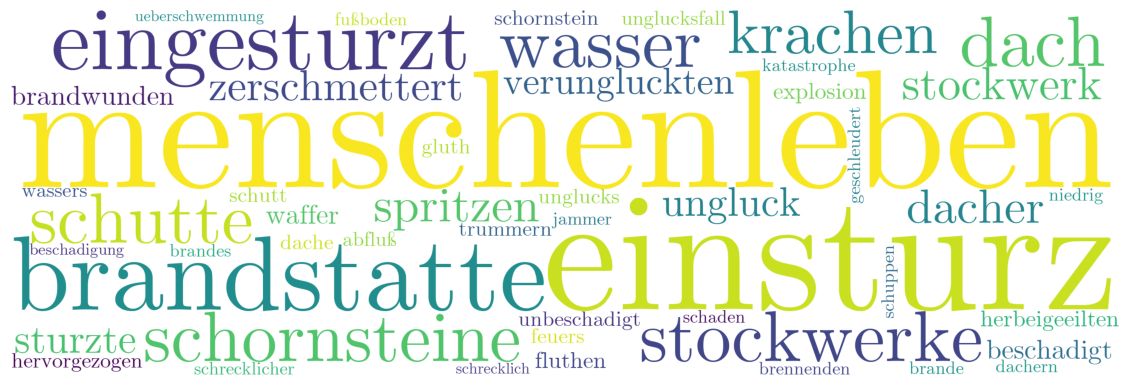 ueberschwemmung
fußboden
schornstein
unglucksfall
eingesturzt
wasser
krachen
dach
katastrophe
zerschmettert
verungluckten
explosion
stockwerk
brandwunden
menschenleben
gluth
geschleudert
wassers
schutt
unglucks
niedrig
schutte
waffer
spritzen
jammer
ungluck
dacher
trummern
einsturz
beschadigung
brandes
dache
abfluß
brandstatte
schuppen
unbeschadigt
schaden
herbeigeeilten
sturzte
schornsteine
feuers
stockwerke
beschadigt
hervorgezogen
schrecklicher
schrecklich
fluthen
brennenden
brande
dachern